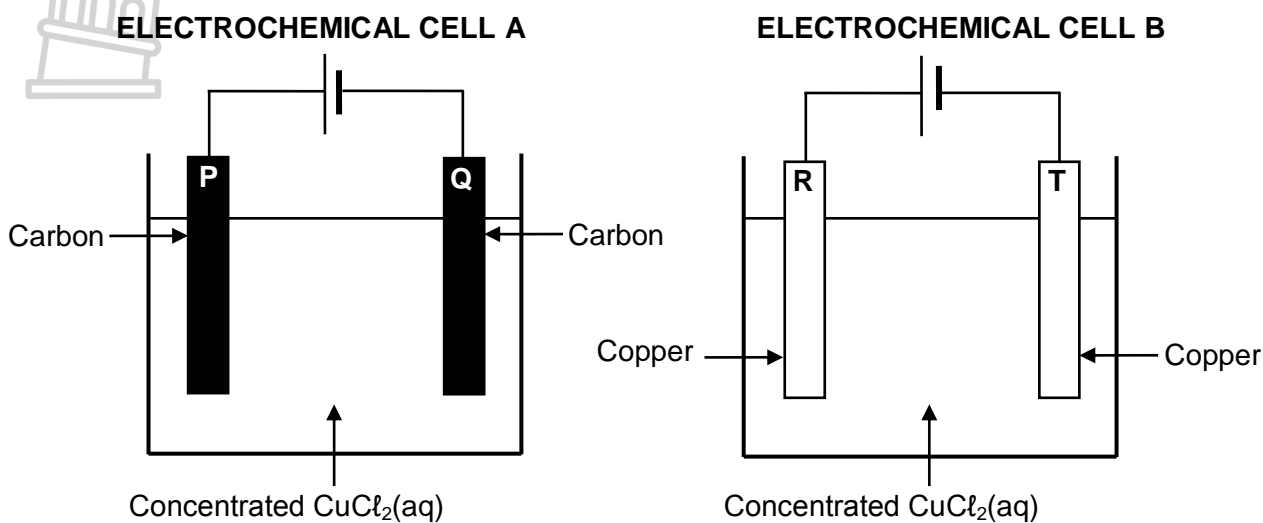 ELECTROCHEMICAL CELL A
P
Q
Carbon
Carbon
Concentrated CuCℓ₂(aq)
ELECTROCHEMICAL CELL B
R
T
Copper
Copper
Concentrated CuCℓ₂(aq)